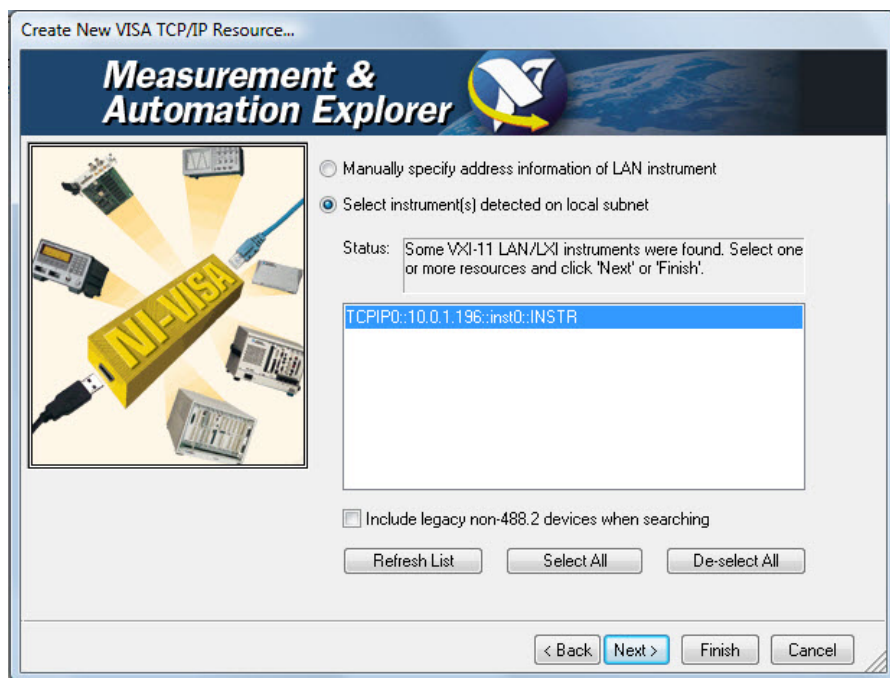 Create New VISA TCP/IP Resource...
Measurement &
Automation Explorer
NI-VISA
Manually specify address information of LAN instrument
Select instrument(s) detected on local subnet
Status:
Some VXI-11 LAN/LXI instruments were found. Select one
or more resources and click 'Next' or 'Finish'.
TCPIP0::10.0.1.196::inst0::INSTR
Include legacy non-488.2 devices when searching
Refresh List
Select All
De-select All
< Back
Next >
Finish
Cancel